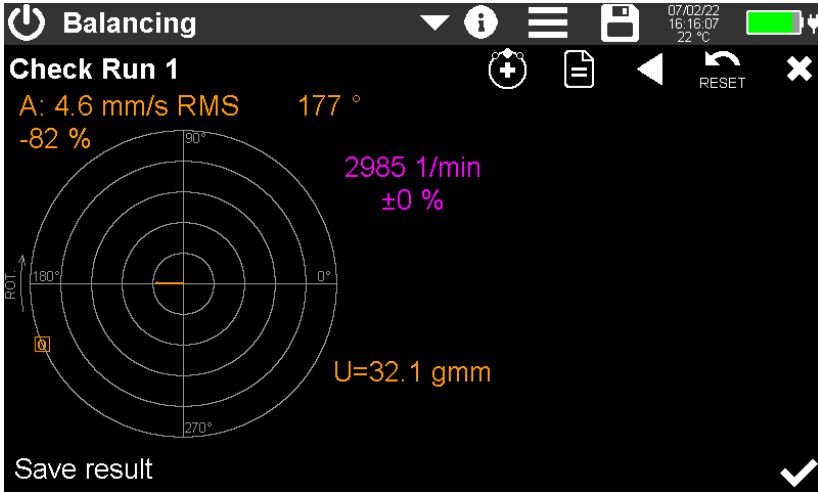 Balancing
i
07/02/22
16:16:07
22 °C
Check Run 1
RESET
A: 4.6 mm/s RMS 177 °
-82 %
90°
2985 1/min
±0 %
ROT.
180°
0°
0
U=32.1 gmm
270°
Save result